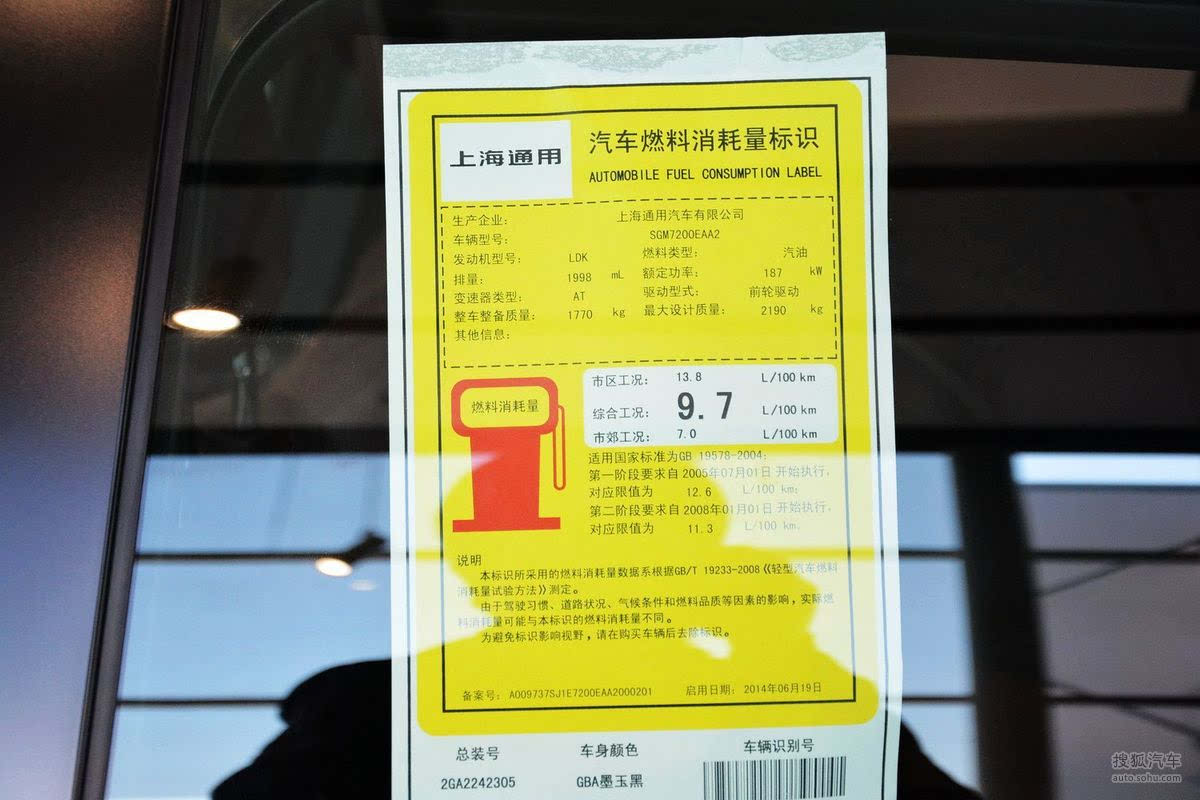 上海通用
汽车燃料消耗量标识
AUTOMOBILE FUEL CONSUMPTION LABEL
生产企业: 上海通用汽车有限公司
车辆型号: SGM7200EAA2
发动机型号: LDK 燃料类型: 汽油
排量: 1998 mL 额定功率: 187 kW
变速器类型: AT 驱动型式: 前轮驱动
整车整备质量: 1770 kg 最大设计质量: 2190 kg
其他信息:
燃料消耗量
市区工况: 13.8 L/100 km
综合工况: 9.7 L/100 km
市郊工况: 7.0 L/100 km
适用国家标准为GB 19578-2004:
第一阶段要求自 2005年07月01日 开始执行,
对应限值为 12.6 L/100 km;
第二阶段要求自 2008年01月01日 开始执行,
对应限值为 11.3 L/100 km.
说明
本标识所采用的燃料消耗量数据系根据GB/T 19233-2008《轻型汽车燃料
消耗量试验方法》测定。
由于驾驶习惯、道路状况、气候条件和燃料品质等因素的影响,实际燃
料消耗量可能与本标识的燃料消耗量不同。
为避免标识影响视野,请在购买车辆后去除标识。
备案号: A009737SJ1E7200EAA2000201 启用日期: 2014年06月19日
总装号 车身颜色 车辆识别号
2GA2242305 GBA墨玉黑
搜狐汽车
auto.sohu.com